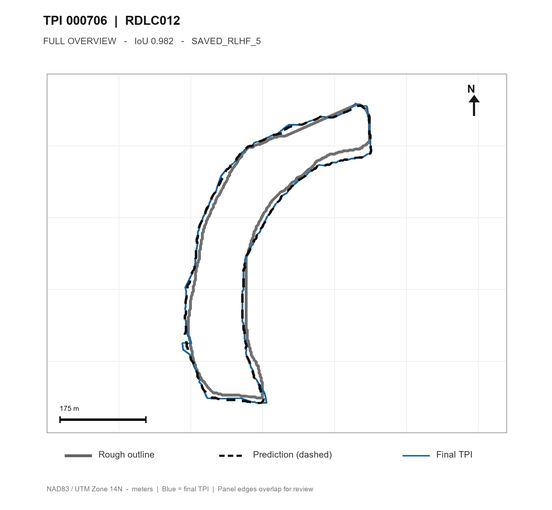 TPI 000706 | RDLC012
FULL OVERVIEW - IoU 0.982 - SAVED_RLHF_5
N
175 m
Rough outline Prediction (dashed) Final TPI
NAD83 / UTM Zone 14N - meters | Blue = final TPI | Panel edges overlap for review